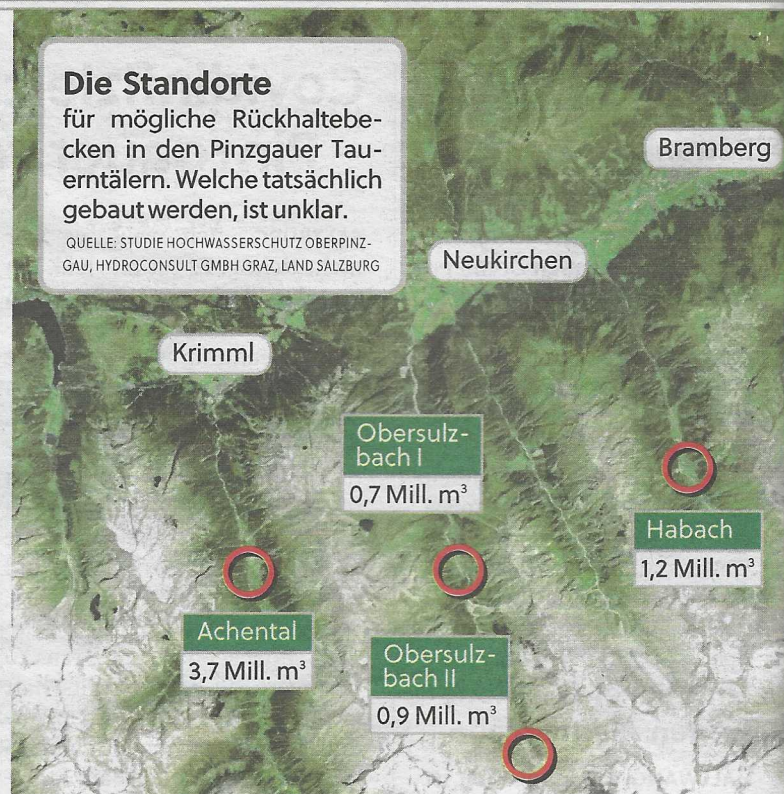 Die Standorte
für mögliche Rückhaltebe-
cken in den Pinzgauer Tau-
erntälern. Welche tatsächlich
gebaut werden, ist unklar.
QUELLE: STUDIE HOCHWASSERSCHUTZ OBERPINZ-
GAU, HYDROCONSULT GMBH GRAZ, LAND SALZBURG
Bramberg
Neukirchen
Krimml
Obersulz-
bach I
0,7 Mill. m³
Habach
1,2 Mill. m³
Achental
3,7 Mill. m³
Obersulz-
bach II
0,9 Mill. m³